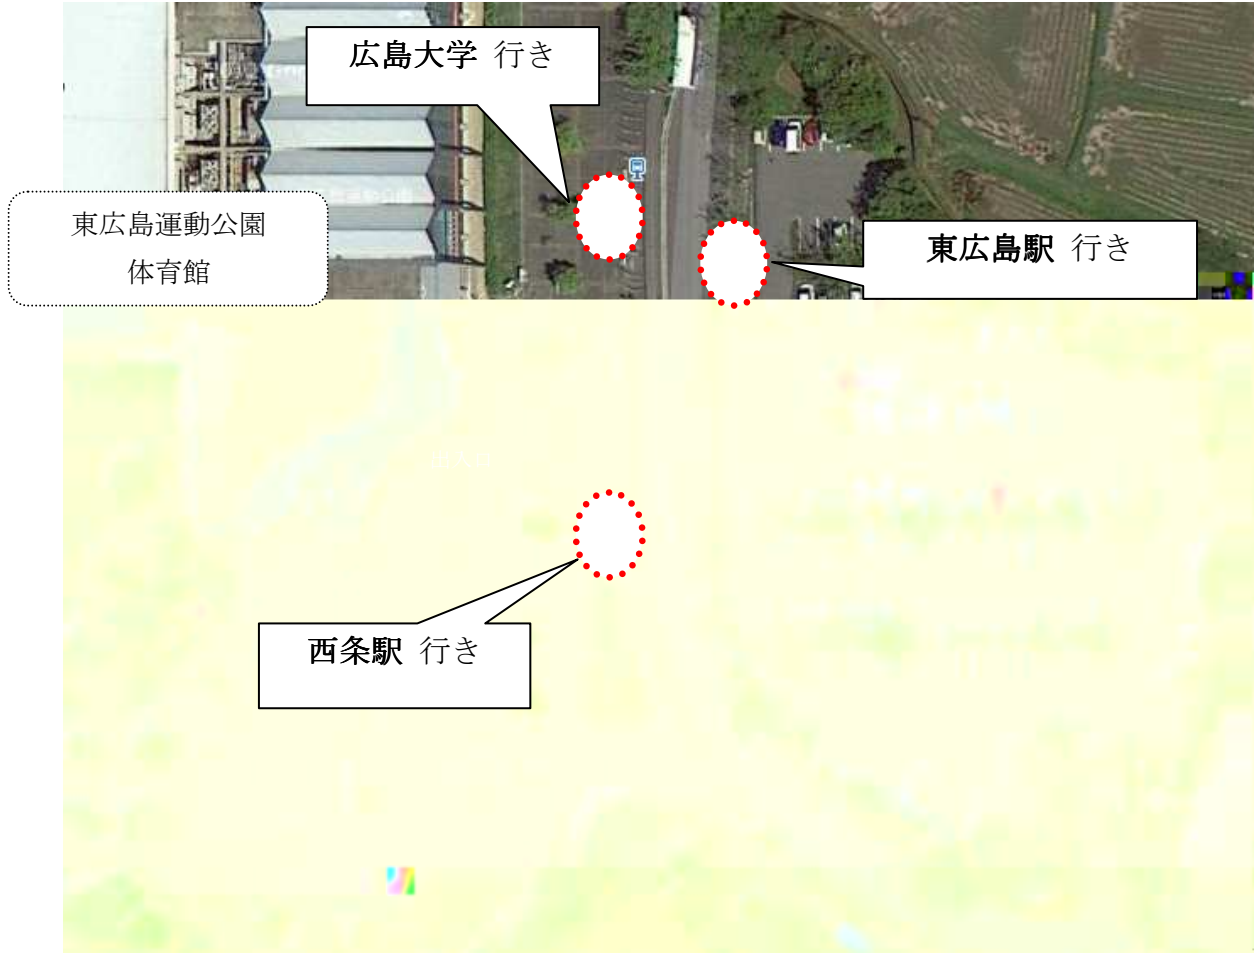 広島大学 行き
東広島運動公園
体育館
東広島駅 行き
西条駅 行き